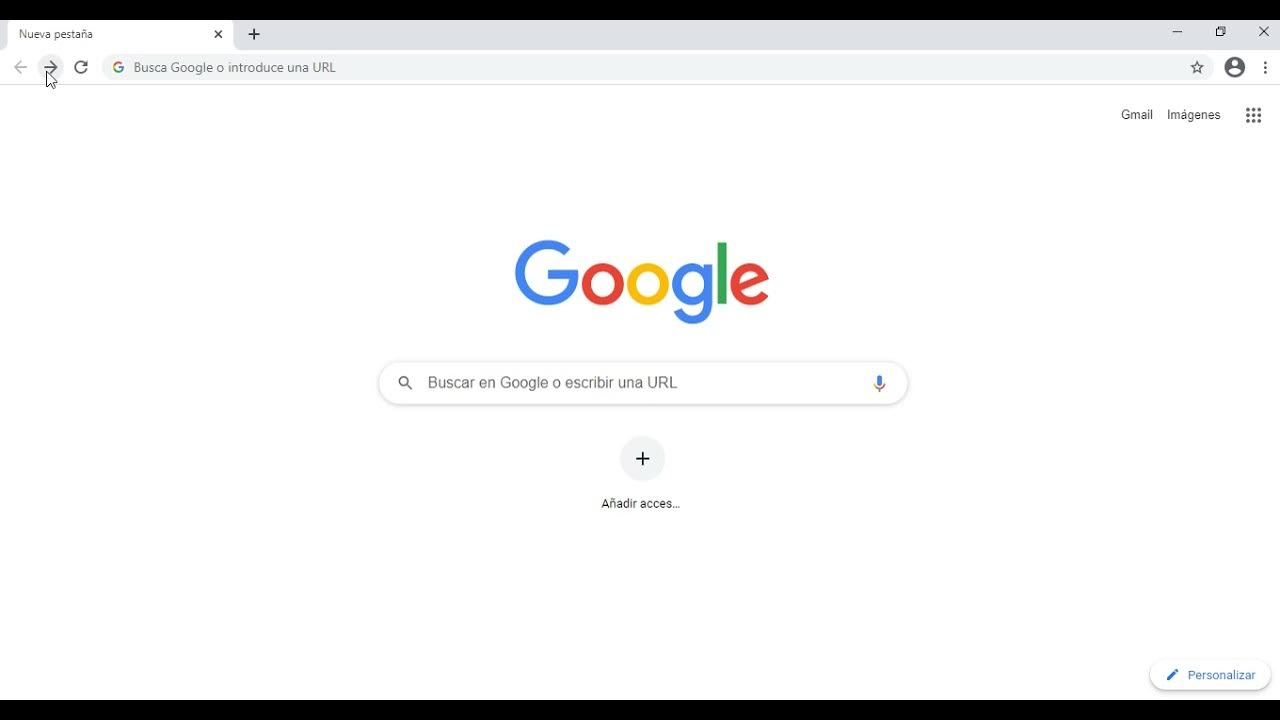 Nueva pestaña
Busca Google o introduce una URL
Gmail Imágenes
Google
Buscar en Google o escribir una URL
Añadir acces...
Personalizar